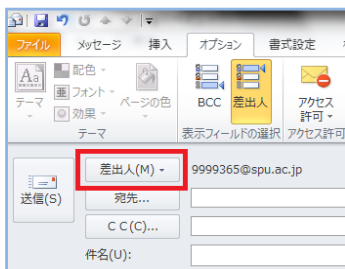 ファイル メッセージ 挿入 オプション 書式設定
Aa 配色
亜 フォント
テーマ 効果 ページの色 BCC 差出人 アクセス許可
テーマ 表示フィールドの選択 アクセス許可
差出人(M) 9999365@spu.ac.jp
送信(S) 宛先...
C C (C)...
件名(U):